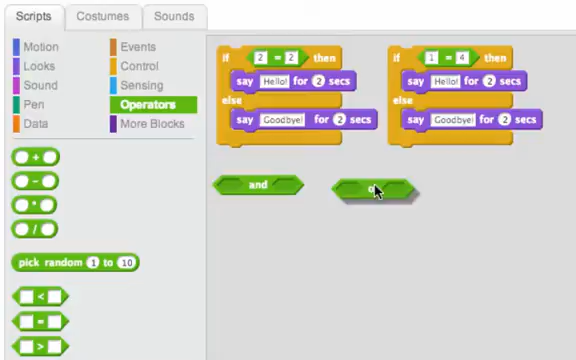 Scripts Costumes Sounds
Motion Events
Looks Control
Sound Sensing
Pen Operators
Data More Blocks
+
-
*
/
pick random 1 to 10
<
=
>
if 2 = 2 then
say Hello! for 2 secs
else
say Goodbye! for 2 secs
if 1 = 4 then
say Hello! for 2 secs
else
say Goodbye! for 2 secs
and